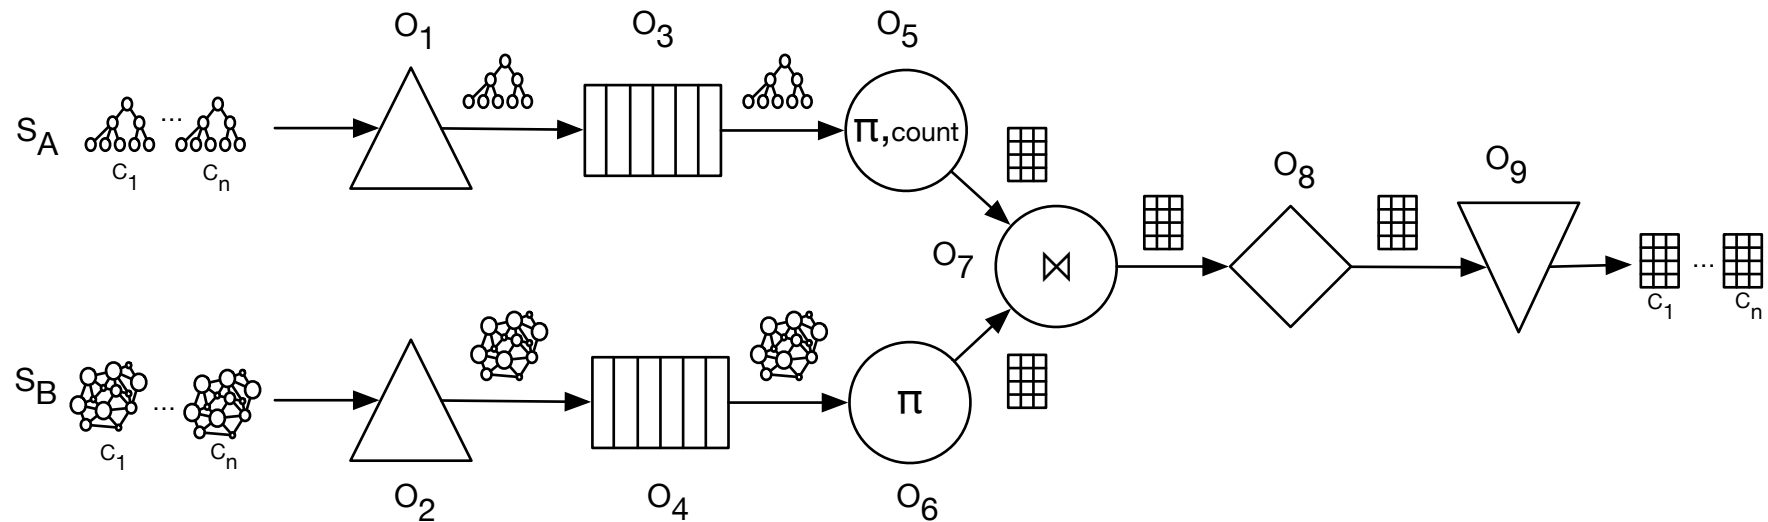 O1
O3
O5
SA
...
C1
Cn
π,count
O8
O9
O7
⋈
...
C1
Cn
SB
...
C1
Cn
π
O2
O4
O6